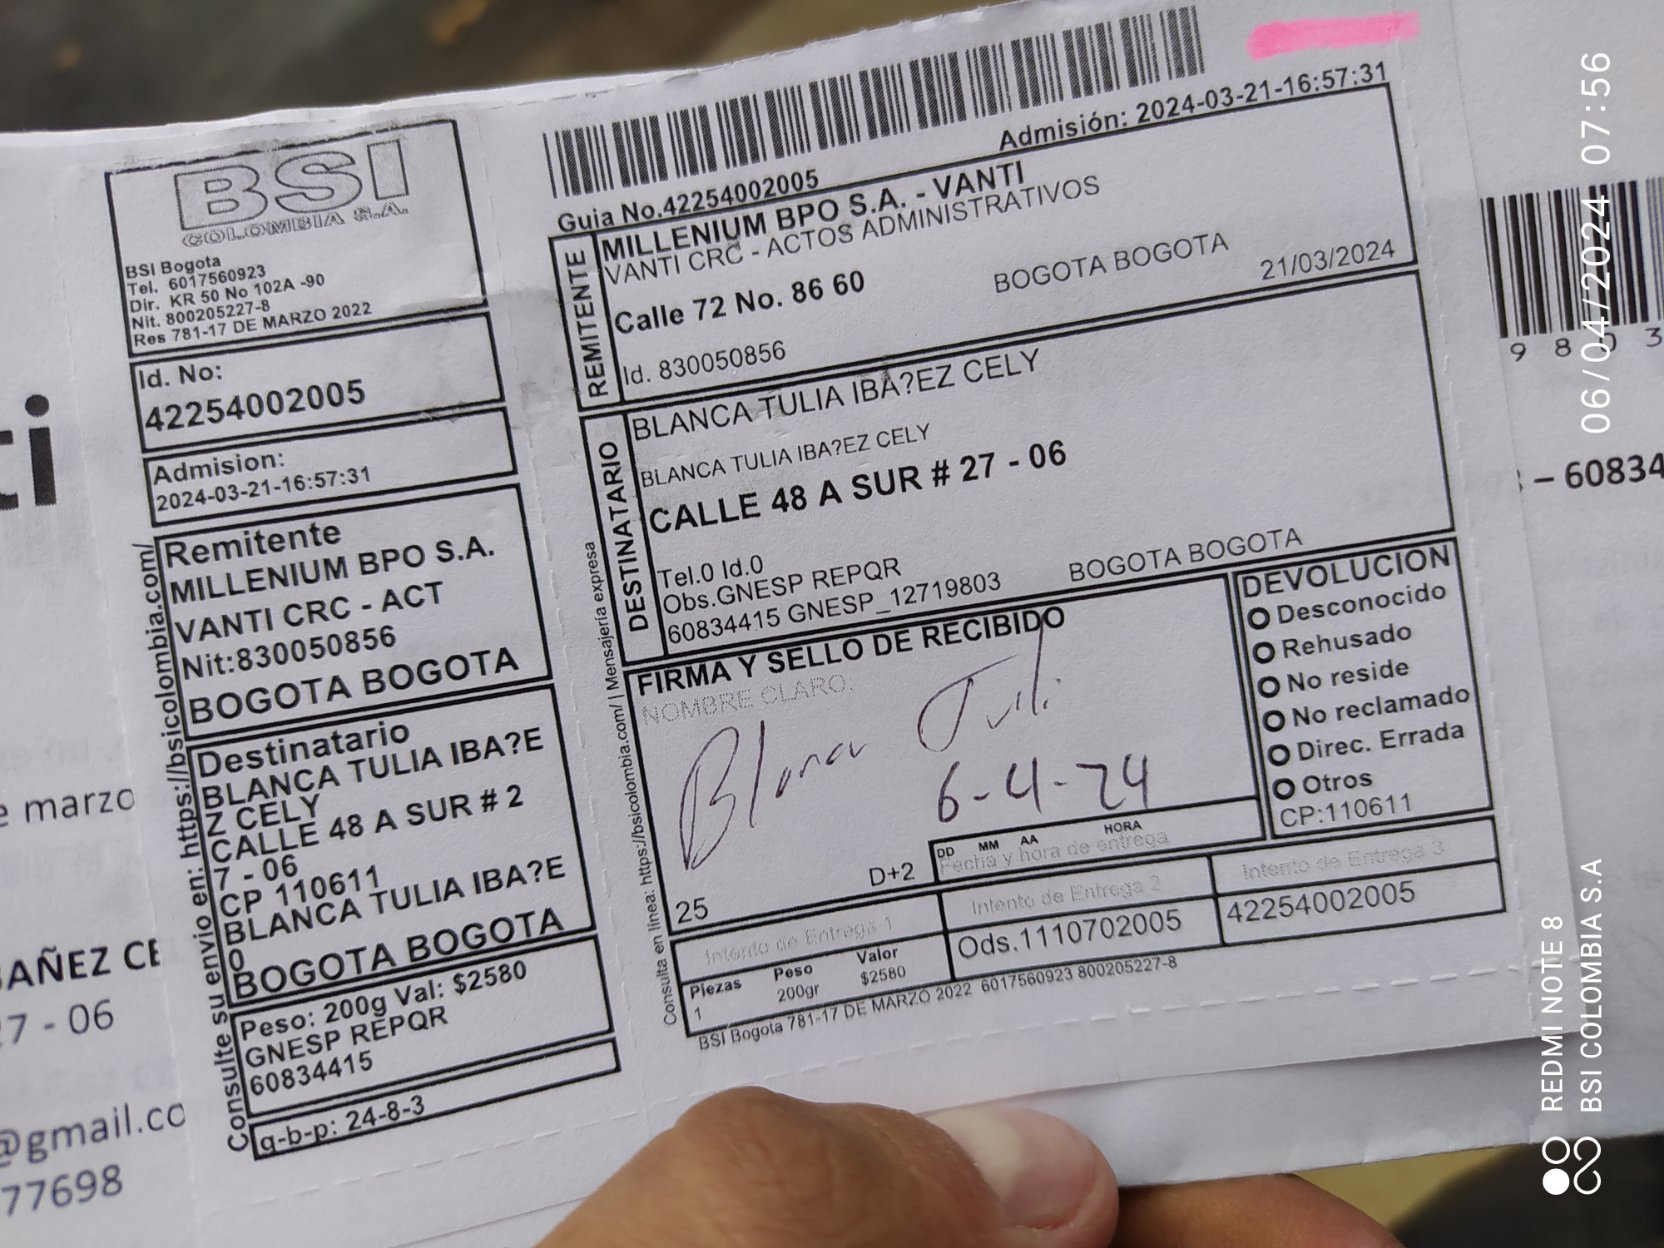 BSI
COLOMBIA S.A.
BSI Bogota
Tel. 6017560923
Dir. KR 50 No 102A -90
Nit. 800205227-8
Res 781-17 DE MARZO 2022
Id. No:
42254002005
Admision:
2024-03-21-16:57:31
Remitente
MILLENIUM BPO S.A.
VANTI CRC - ACT
Nit:830050856
BOGOTA BOGOTA
Destinatario
BLANCA TULIA IBA?E
Z CELY
CALLE 48 A SUR # 2
7 - 06
CP 110611
BLANCA TULIA IBA?E
0
BOGOTA BOGOTA
Peso: 200g Val: $2580
GNESP REPQR
60834415
q-b-p: 24-8-3
Consulte su envio en: https://bsicolombia.com/
Guia No.42254002005
Admisión: 2024-03-21-16:57:31
REMITENTE
MILLENIUM BPO S.A. - VANTI
VANTI CRC - ACTOS ADMINISTRATIVOS
Calle 72 No. 86 60
BOGOTA BOGOTA
Id. 830050856
21/03/2024
DESTINATARIO
BLANCA TULIA IBA?EZ CELY
BLANCA TULIA IBA?EZ CELY
CALLE 48 A SUR # 27 - 06
Tel.0 Id.0
Obs.GNESP REPQR
60834415 GNESP_12719803
BOGOTA BOGOTA
FIRMA Y SELLO DE RECIBIDO
NOMBRE CLARO:
Blanca Tuli
6-4-24
25
D+2
DD MM AA HORA
Fecha y hora de entrega
DEVOLUCION
Desconocido
Rehusado
No reside
No reclamado
Direc. Errada
Otros
CP:110611
Intento de Entrega 1
Intento de Entrega 2
Intento de Entrega 3
Piezas Peso Valor
1 200gr $2580
Ods.1110702005
42254002005
BSI Bogota 781-17 DE MARZO 2022 6017560923 800205227-8
Consulta en línea: https://bsicolombia.com/ | Mensajería expresa
ti
e marzo
BAÑEZ CE
27 - 06
@gmail.co
77698
9 8 0 3
– 60834
06/04/2024 07:56
REDMI NOTE 8
BSI COLOMBIA S.A